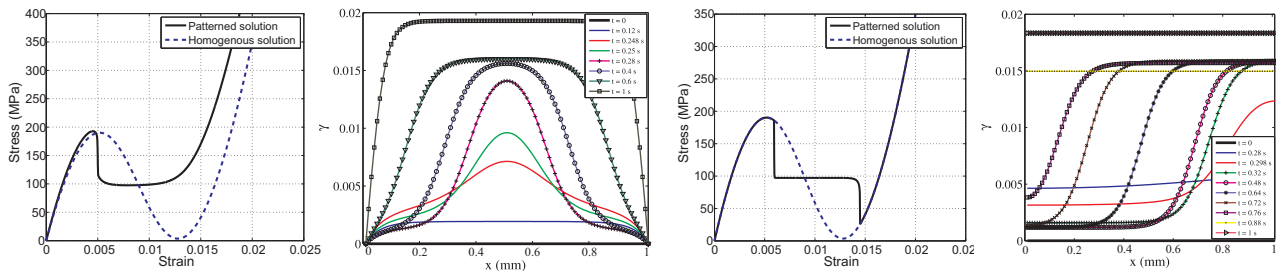 400
350
300
250
200
150
100
50
0
0
0.005
0.01
0.015
0.02
0.025
Stress (MPa)
Strain
Patterned solution
Homogenous solution
0.02
0.015
0.01
0.005
0
0
0.2
0.4
0.6
0.8
1
γ
x (mm)
t = 0
t = 0.12 s
t = 0.248 s
t = 0.25 s
t = 0.28 s
t = 0.4 s
t = 0.6 s
t = 1 s
350
300
250
200
150
100
50
0
0
0.005
0.01
0.015
0.02
0.02
Stress (MPa)
Strain
Patterned solution
Homogenous solution
0.02
0.015
0.01
0.005
0
0
0.2
0.4
0.6
0.8
1
γ
x (mm)
t = 0
t = 0.28 s
t = 0.298 s
t = 0.32 s
t = 0.48 s
t = 0.64 s
t = 0.72 s
t = 0.76 s
t = 0.88 s
t = 1 s